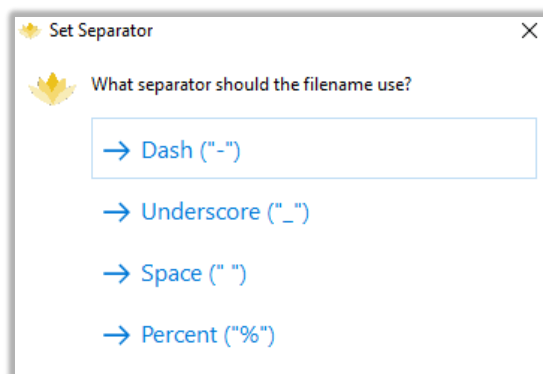 Set Separator
What separator should the filename use?
Dash ("-")
Underscore ("_")
Space (" ")
Percent ("%")